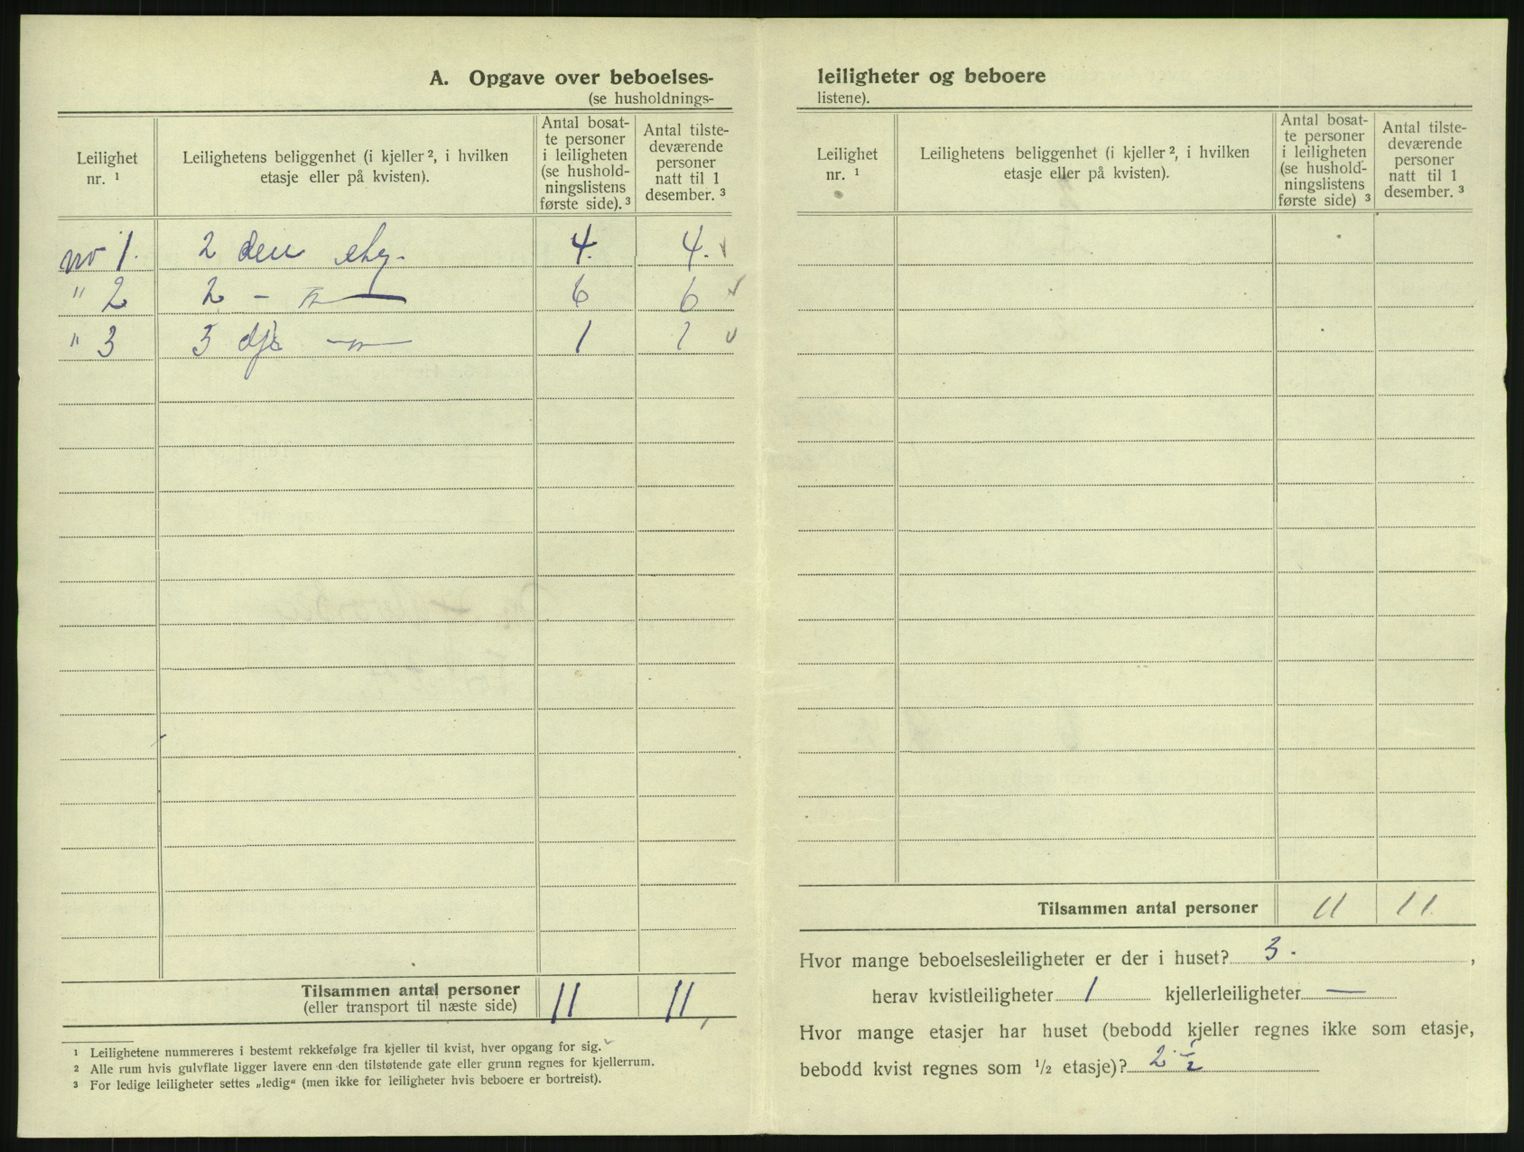 A. Opgave over beboelses-
(se husholdnings-
Leilighet nr. ¹
Leilighetens beliggenhet (i kjeller ², i hvilken etasje eller på kvisten).
Antal bosatte personer i leiligheten (se husholdningslistens første side). ³
Antal tilstedeværende personer natt til 1 desember. ³
no 1. 2 den etg. 4. 4.
" 2 2 - — " — 6 6
" 3 3 dje — " — 1 1
Tilsammen antal personer 11 11
(eller transport til næste side)
¹ Leilighetene nummereres i bestemt rekkefølge fra kjeller til kvist, hver opgang for sig.
² Alle rum hvis gulvflate ligger lavere enn den tilstøtende gate eller grunn regnes for kjellerrum.
³ For ledige leiligheter settes „ledig“ (men ikke for leiligheter hvis beboere er bortreist).
leiligheter og beboere
listene).
Leilighet nr. ¹
Leilighetens beliggenhet (i kjeller ², i hvilken etasje eller på kvisten).
Antal bosatte personer i leiligheten (se husholdningslistens første side) ³
Antal tilstedeværende personer natt til 1 desember. ³
Tilsammen antal personer 11 11.
Hvor mange beboelsesleiligheter er der i huset? 3. ,
herav kvistleiligheter 1 kjellerleiligheter —
Hvor mange etasjer har huset (bebodd kjeller regnes ikke som etasje,
bebodd kvist regnes som ½ etasje)? 2 ½